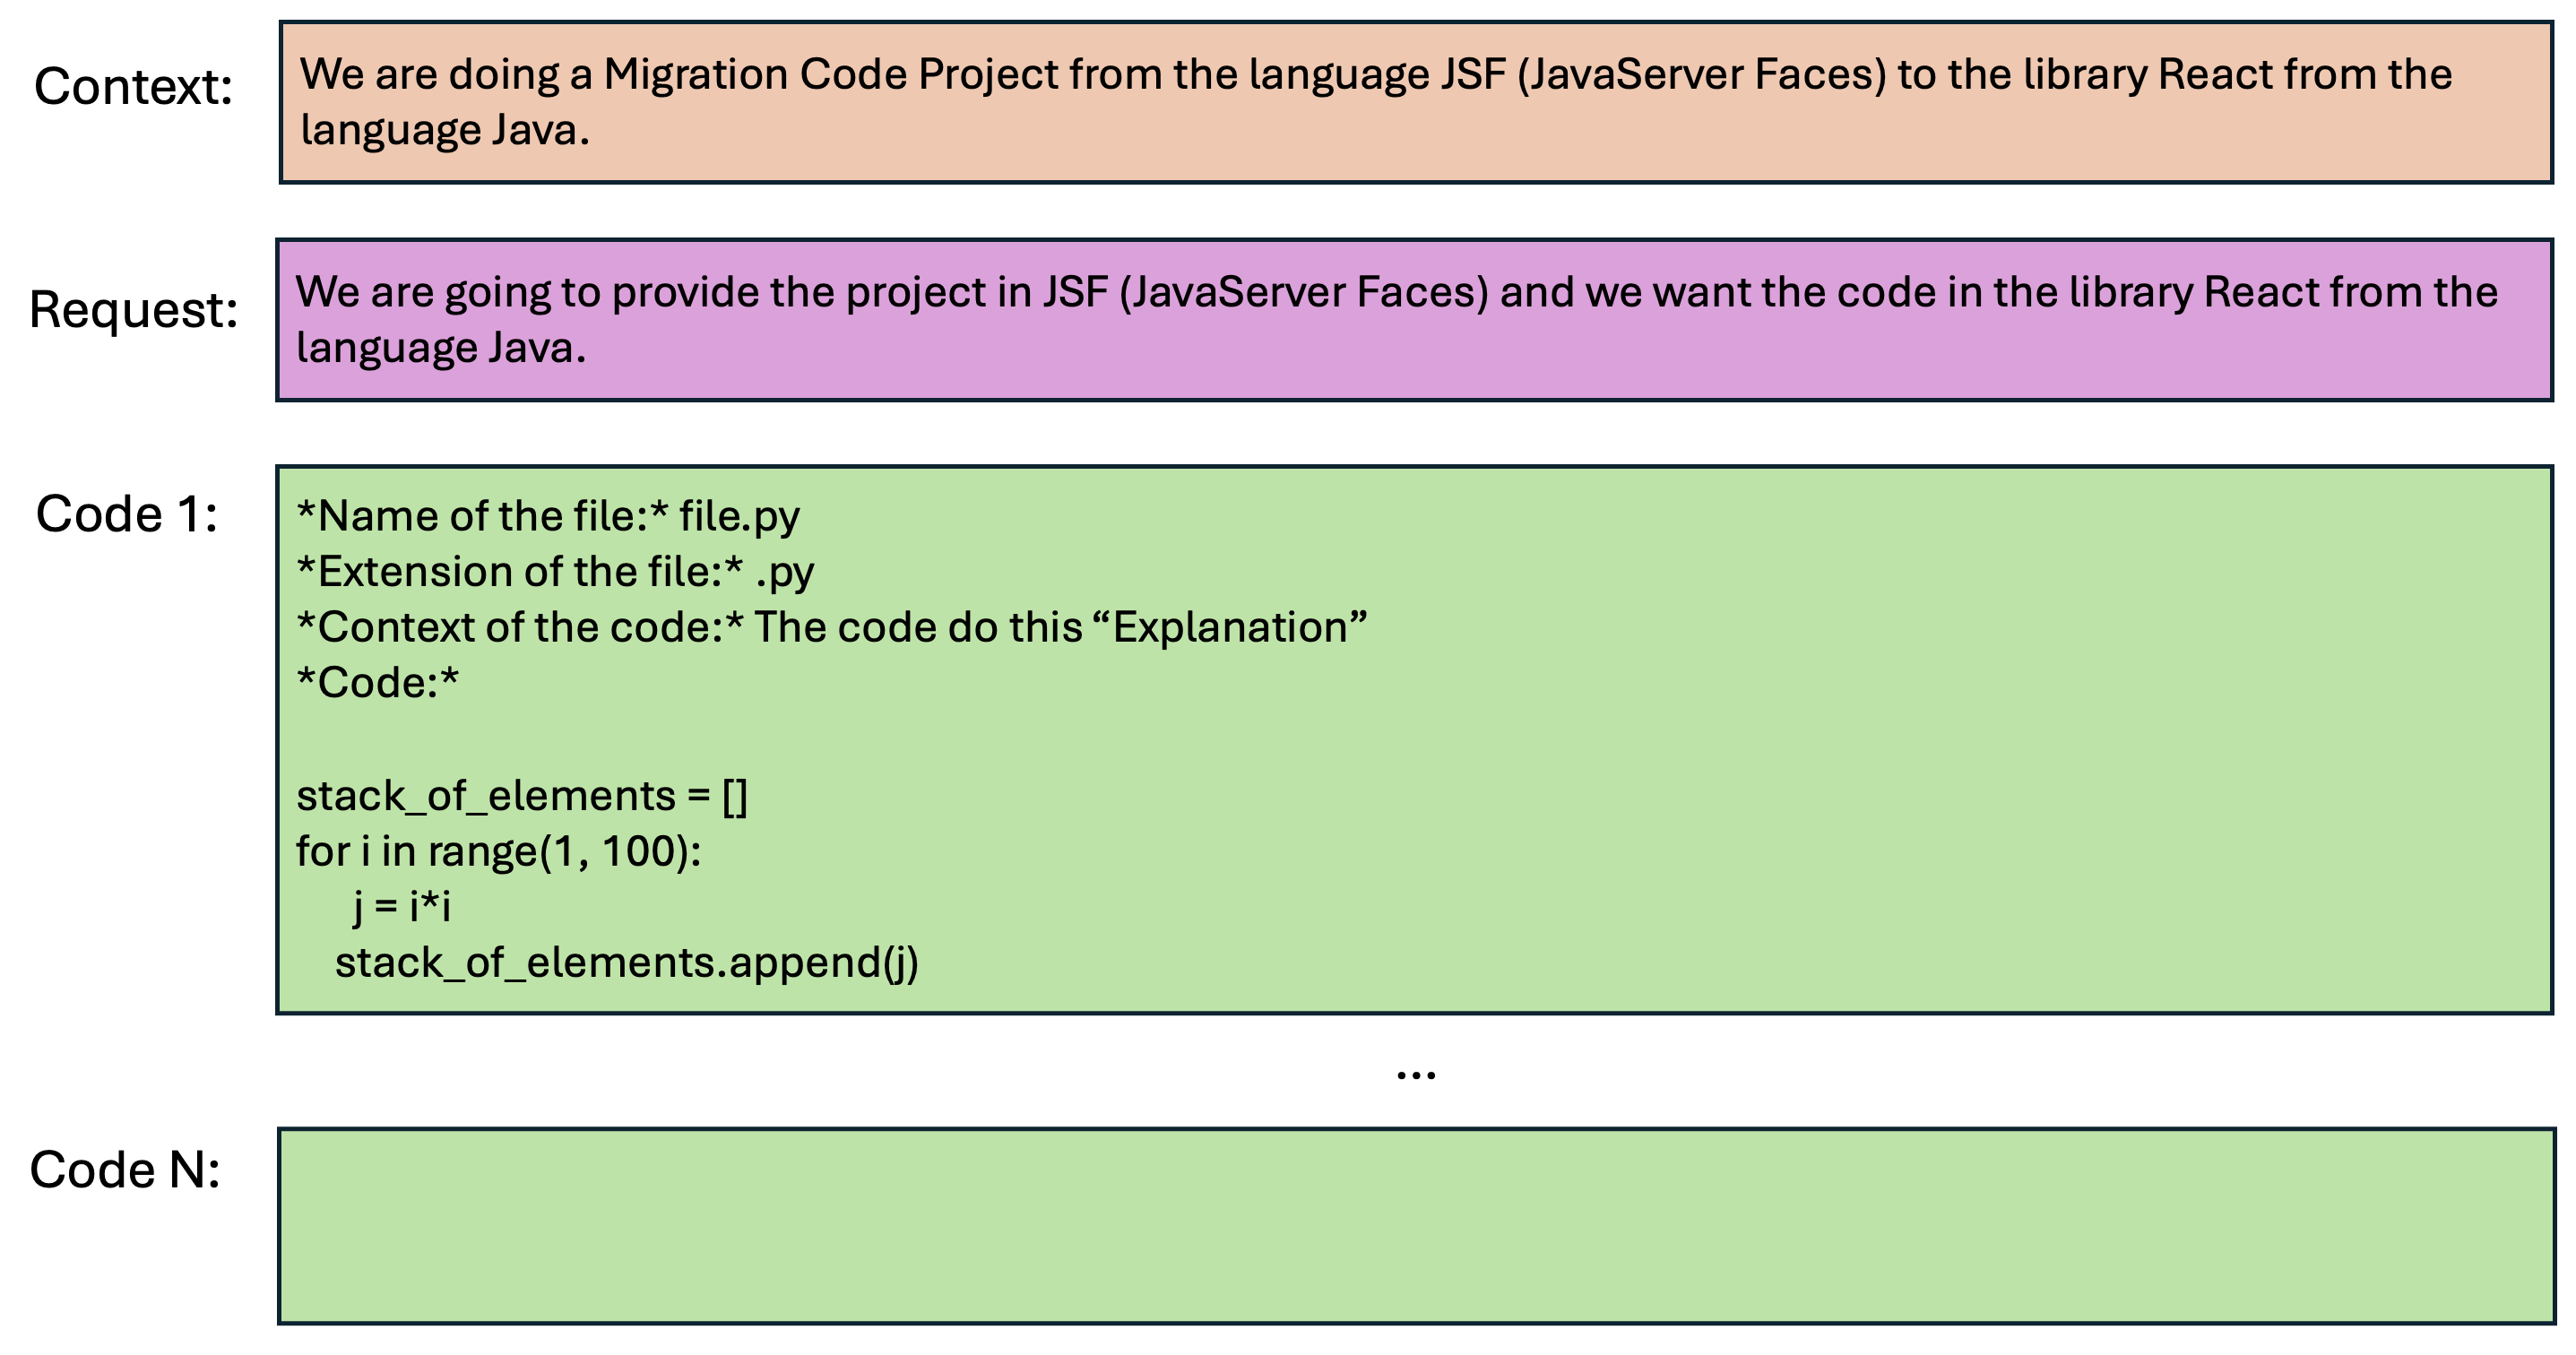 Context:
We are doing a Migration Code Project from the language JSF (JavaServer Faces) to the library React from the
language Java.
Request:
We are going to provide the project in JSF (JavaServer Faces) and we want the code in the library React from the
language Java.
Code 1:
*Name of the file:* file.py
*Extension of the file:* .py
*Context of the code:* The code do this “Explanation”
*Code:*
stack_of_elements = []
for i in range(1, 100):
j = i*i
stack_of_elements.append(j)
...
Code N: